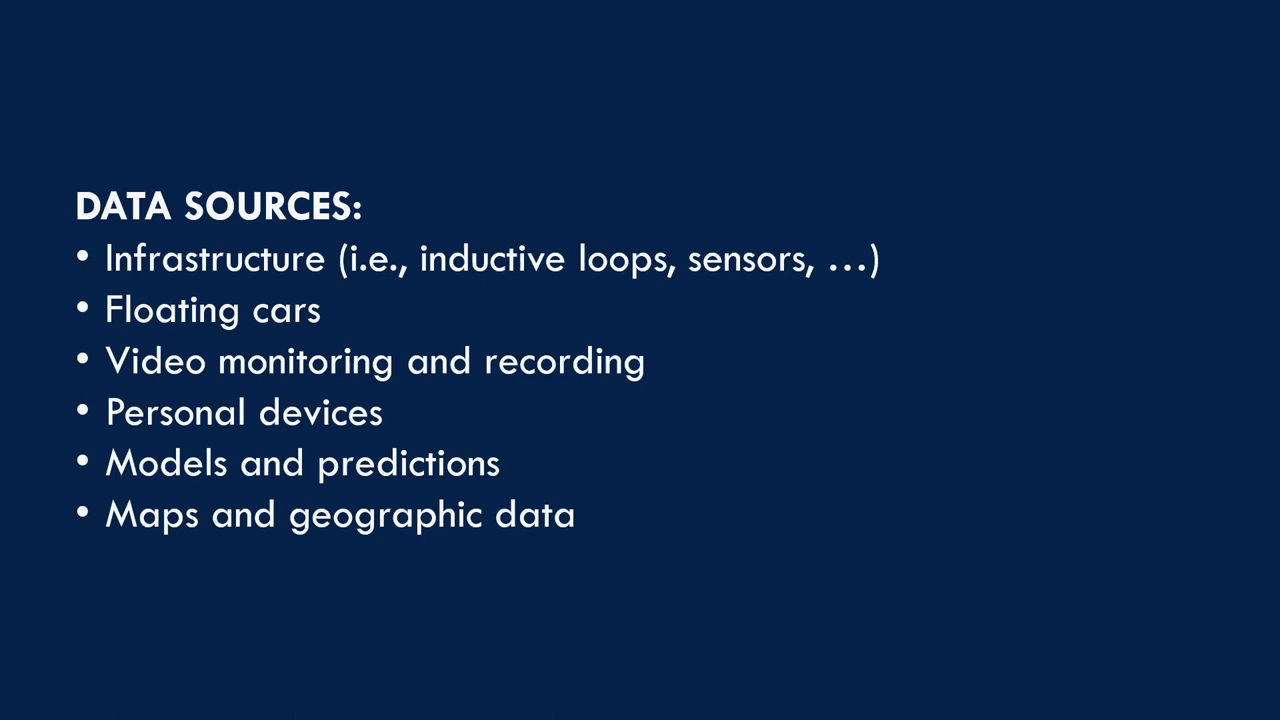 DATA SOURCES:
• Infrastructure (i.e., inductive loops, sensors, …)
• Floating cars
• Video monitoring and recording
• Personal devices
• Models and predictions
• Maps and geographic data